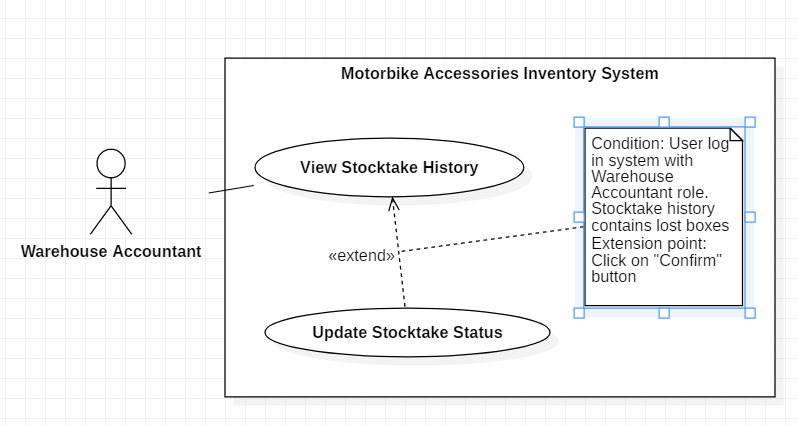 Motorbike Accessories Inventory System
View Stocktake History
Condition: User log
in system with
Warehouse
Accountant role.
Stocktake history
contains lost boxes
Extension point:
Click on "Confirm"
button
Warehouse Accountant
«extend»
Update Stocktake Status